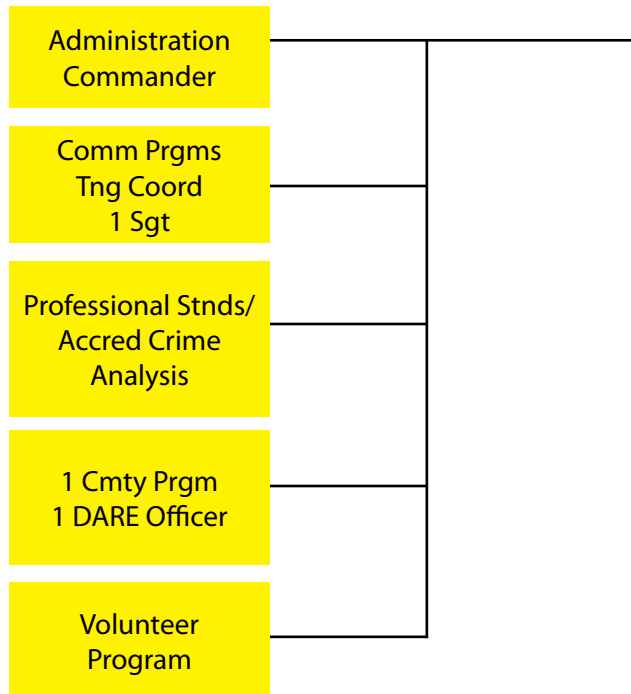 Administration
Commander
Comm Prgms
Tng Coord
1 Sgt
Professional Stnds/
Accred Crime
Analysis
1 Cmty Prgm
1 DARE Officer
Volunteer
Program